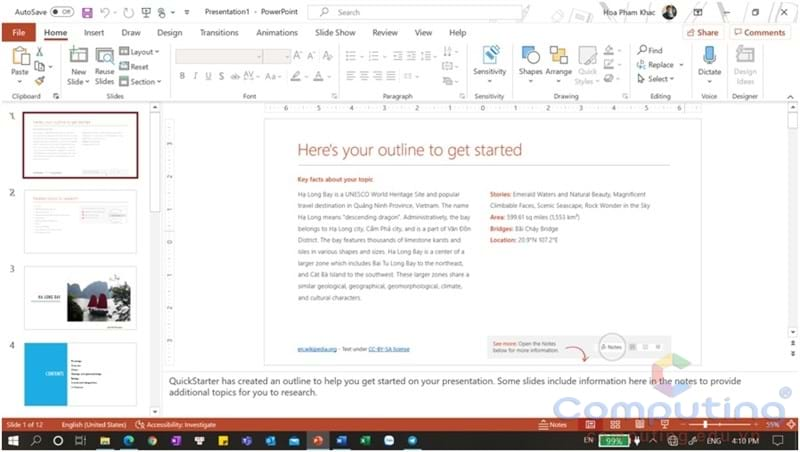 AutoSave
Off
Presentation1 - PowerPoint
Search
Hoa Pham Khac
File
Home
Insert
Draw
Design
Transitions
Animations
Slide Show
Review
View
Help
Share
Comments
Paste
New Slide
Reuse Slides
Layout
Reset
Section
B I U S
Aa
A
Sensitivity
Shapes
Arrange
Quick Styles
Find
Replace
Select
Dictate
Design Ideas
Clipboard
Slides
Font
Paragraph
Sensitivity
Drawing
Editing
Voice
Designer
1
2
3
HA LONG BAY
4
CONTENTS
Here's your outline to get started
Key facts about your topic
Hạ Long Bay is a UNESCO World Heritage Site and popular
travel destination in Quảng Ninh Province, Vietnam. The name
Hạ Long means "descending dragon". Administratively, the bay
belongs to Hạ Long city, Cẩm Phả city, and is a part of Vân Đồn
District. The bay features thousands of limestone karsts and
isles in various shapes and sizes. Hạ Long Bay is a center of a
larger zone which includes Bai Tu Long Bay to the northeast,
and Cát Bà Island to the southwest. These larger zones share a
similar geological, geographical, geomorphological, climate,
and cultural characters.
Stories: Emerald Waters and Natural Beauty, Magnificent
Climbable Faces, Scenic Seascape, Rock Wonder in the Sky
Area: 599.61 sq miles (1,553 km²)
Bridges: Bãi Cháy Bridge
Location: 20.9°N 107.2°E
en.wikipedia.org - Text under CC-BY-SA license
See more: Open the Notes
below for more information.
Notes
QuickStarter has created an outline to help you get started on your presentation. Some slides include information here in the notes to provide
additional topics for you to research.
Computing
computing.edu.vn
Slide 1 of 12
English (United States)
Accessibility: Investigate
Notes
55%
EN
99%
ENG
4:10 PM